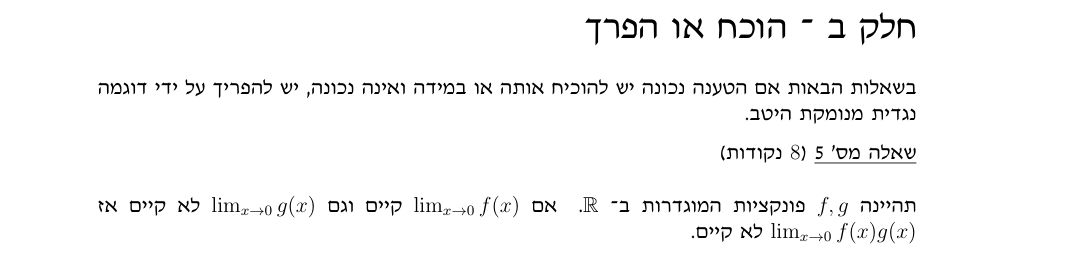 חלק ב - הוכח או הפרך
בשאלות הבאות אם הטענה נכונה יש להוכיח אותה או במידה ואינה נכונה, יש להפריך על ידי דוגמה
נגדית מנומקת היטב.
שאלה מס' 5 (8 נקודות)
תהיינה f, g פונקציות המוגדרות ב- ℝ. אם lim_{x→0} f(x) קיים וגם lim_{x→0} g(x) לא קיים אז
lim_{x→0} f(x)g(x) לא קיים.